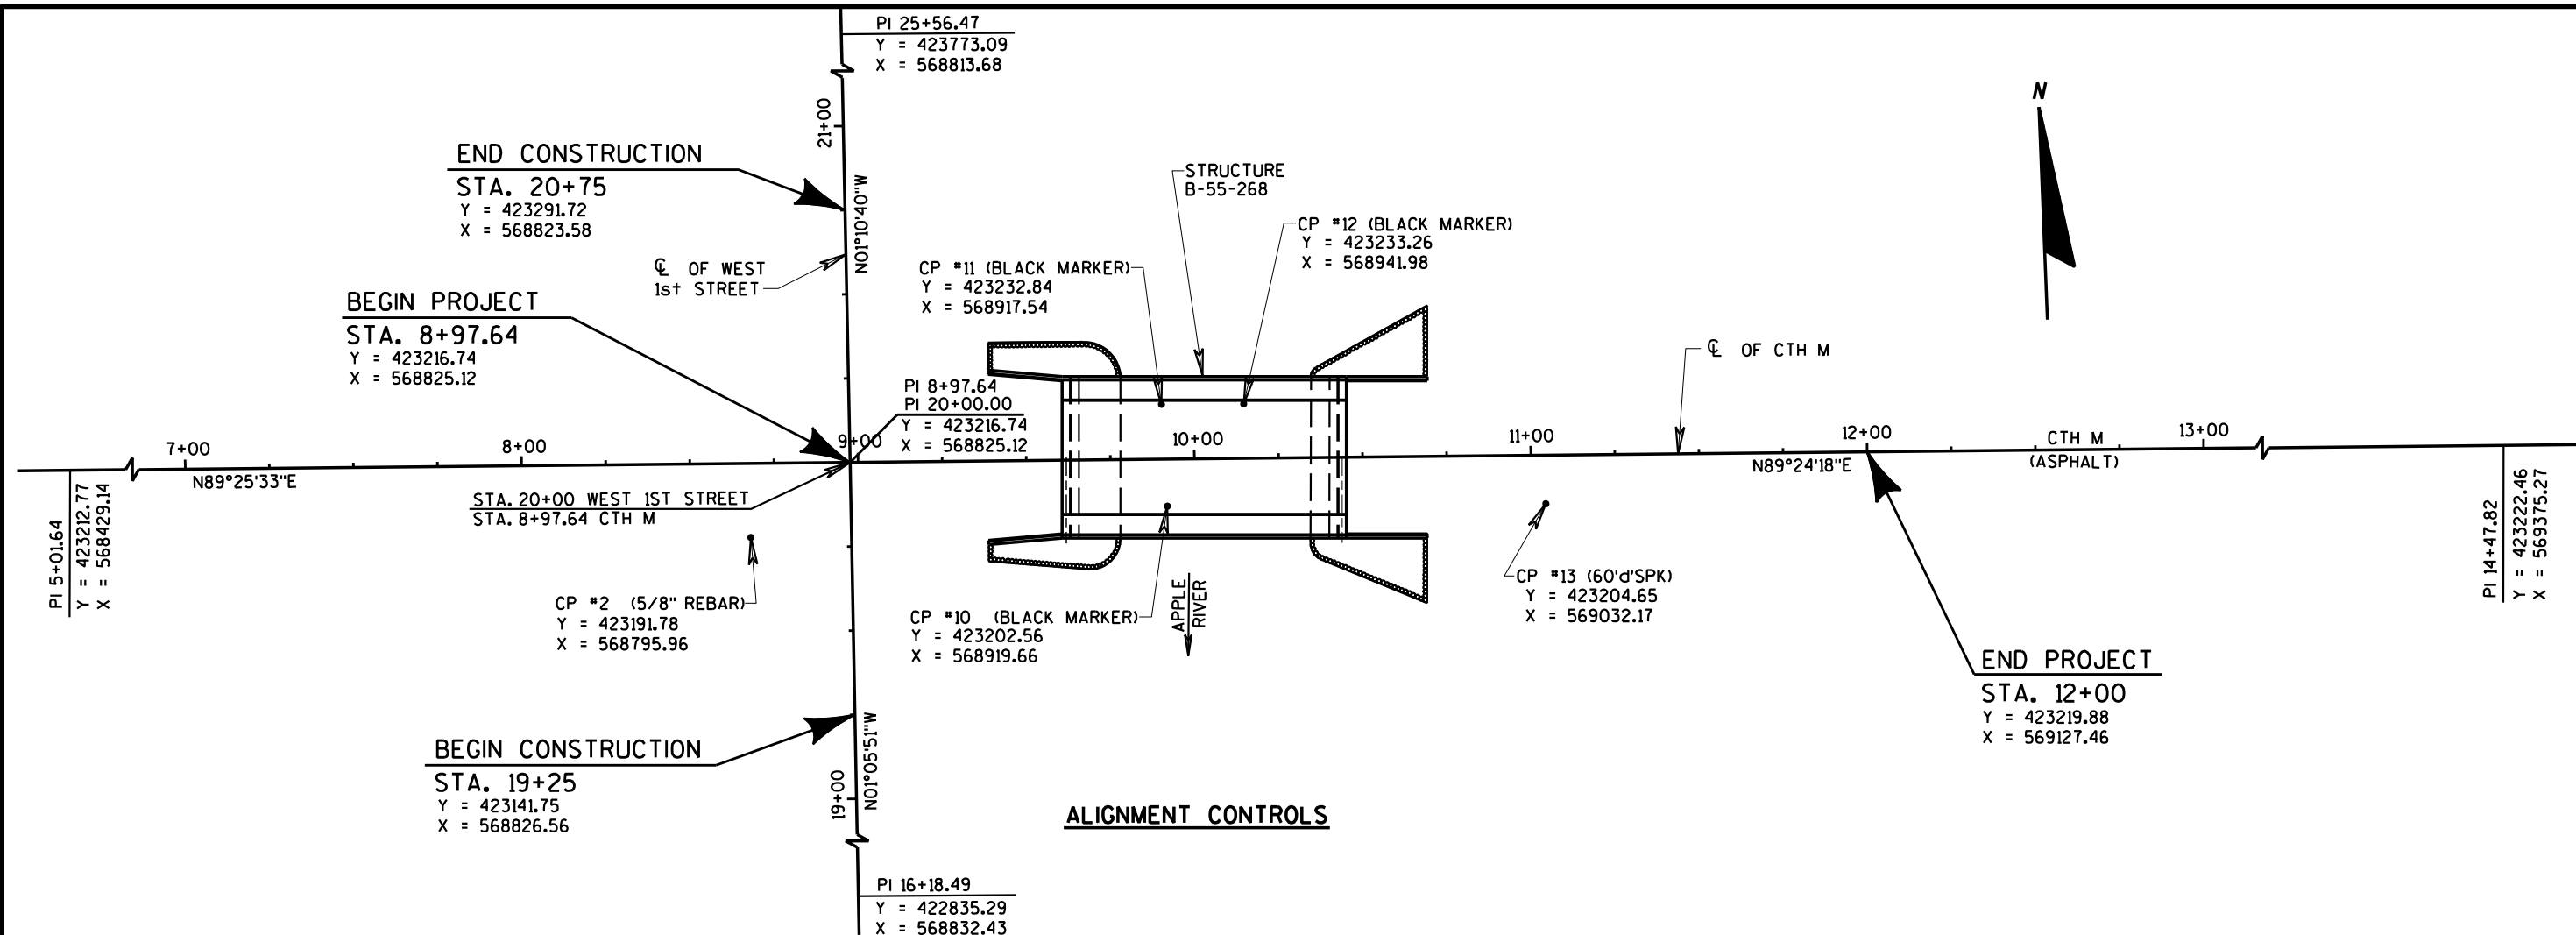 PI 25+56.47
Y = 423773.09
X = 568813.68
N
21+00
END CONSTRUCTION
STA. 20+75
Y = 423291.72
X = 568823.58
N01°10'40"W
STRUCTURE
B-55-268
CP #12 (BLACK MARKER)
Y = 423233.26
X = 568941.98
℄ OF WEST
1st STREET
CP #11 (BLACK MARKER)
Y = 423232.84
X = 568917.54
BEGIN PROJECT
STA. 8+97.64
Y = 423216.74
X = 568825.12
℄ OF CTH M
PI 8+97.64
PI 20+00.00
Y = 423216.74
X = 568825.12
7+00
8+00
9+00
10+00
11+00
12+00
13+00
CTH M
(ASPHALT)
N89°25'33"E
N89°24'18"E
STA. 20+00 WEST 1ST STREET
STA. 8+97.64 CTH M
PI 5+01.64
Y = 423212.77
X = 568429.14
PI 14+47.82
Y = 423222.46
X = 569375.27
CP #2 (5/8" REBAR)
Y = 423191.78
X = 568795.96
CP #10 (BLACK MARKER)
Y = 423202.56
X = 568919.66
APPLE
RIVER
CP #13 (60'd'SPK)
Y = 423204.65
X = 569032.17
END PROJECT
STA. 12+00
Y = 423219.88
X = 569127.46
BEGIN CONSTRUCTION
STA. 19+25
Y = 423141.75
X = 568826.56
19+00
N01°05'51"W
ALIGNMENT CONTROLS
PI 16+18.49
Y = 422835.29
X = 568832.43